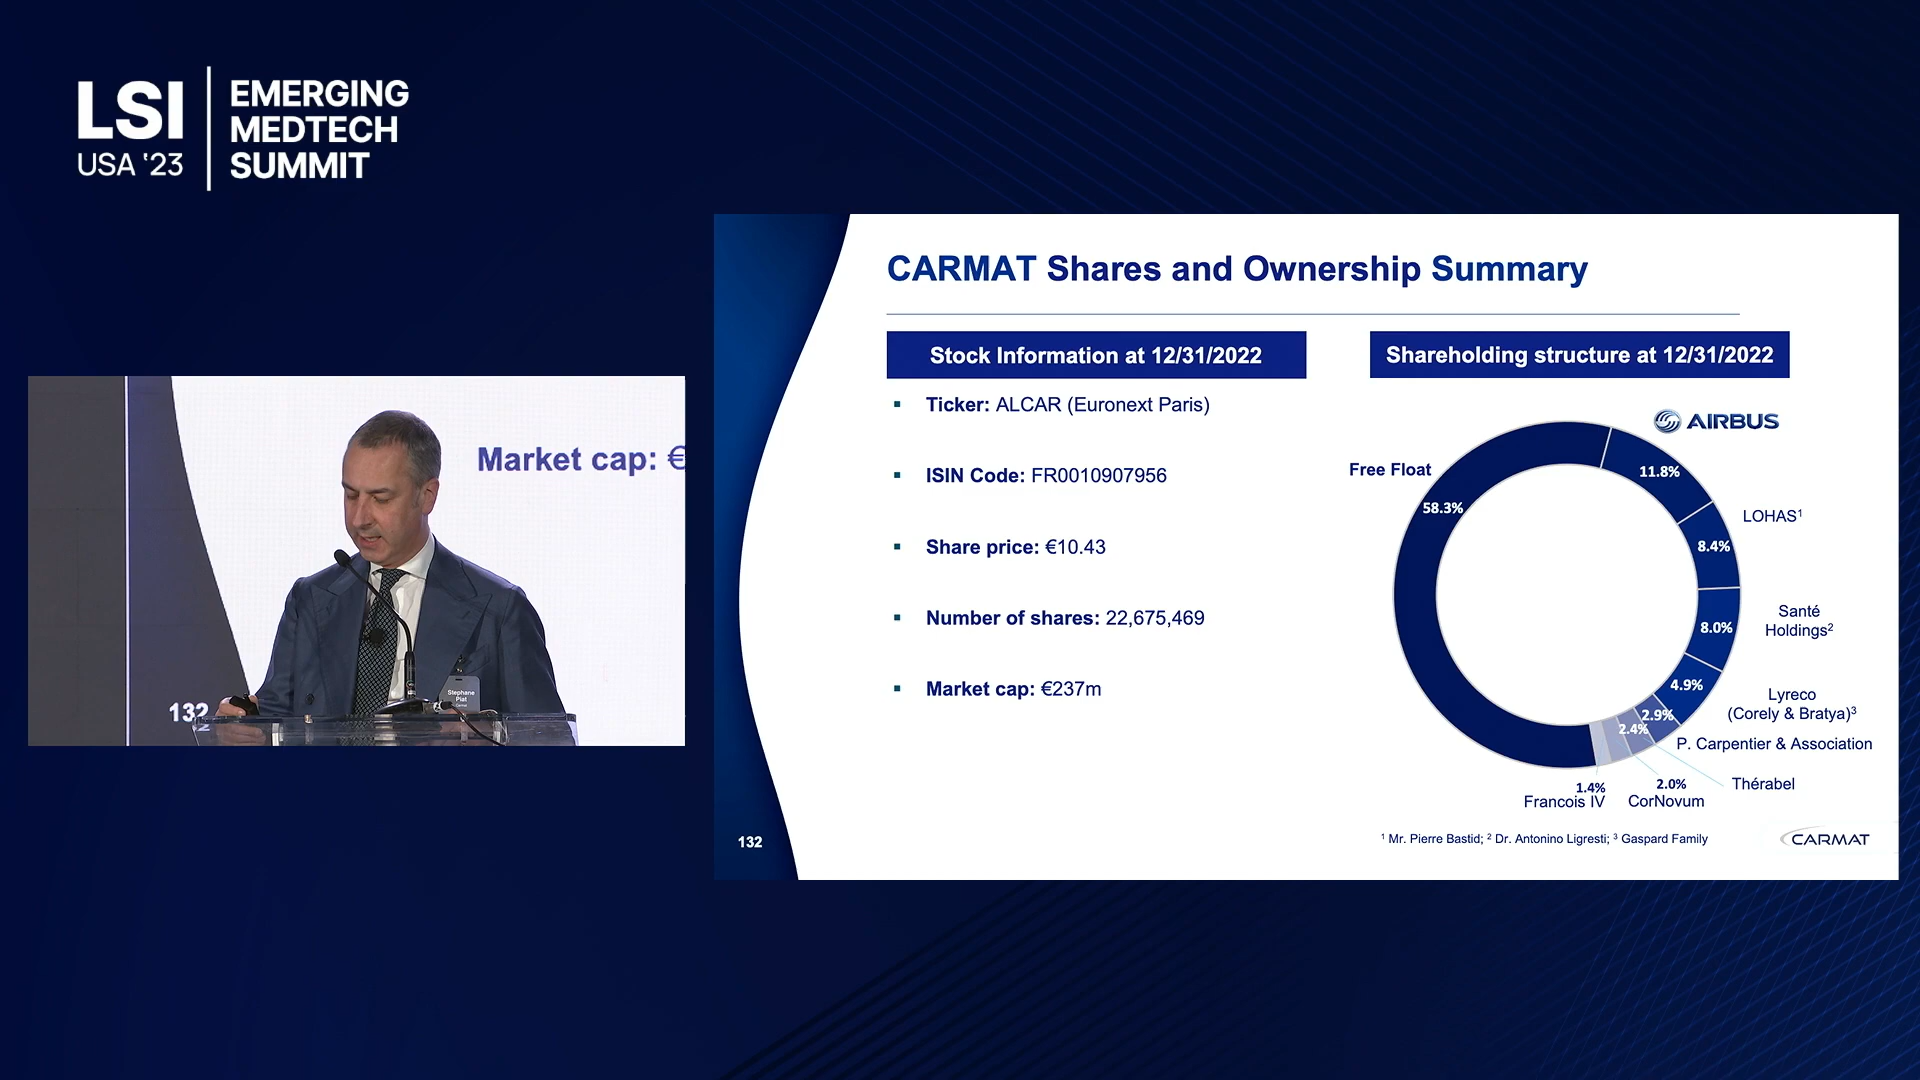 LSI
USA '23
EMERGING
MEDTECH
SUMMIT
Market cap: €
132
Stephane
Piat
Carmat
CARMAT Shares and Ownership Summary
Stock Information at 12/31/2022
▪ Ticker: ALCAR (Euronext Paris)
▪ ISIN Code: FR0010907956
▪ Share price: €10.43
▪ Number of shares: 22,675,469
▪ Market cap: €237m
Shareholding structure at 12/31/2022
AIRBUS
Free Float
58.3%
11.8%
LOHAS¹
8.4%
Santé
Holdings²
8.0%
4.9%
Lyreco
(Corely & Bratya)³
2.9%
P. Carpentier & Association
2.4%
Thérabel
2.0%
CorNovum
1.4%
Francois IV
¹ Mr. Pierre Bastid; ² Dr. Antonino Ligresti; ³ Gaspard Family
CARMAT
132